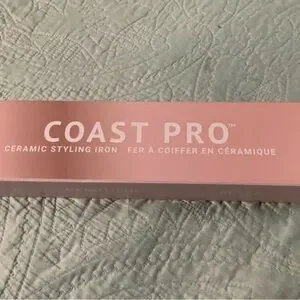 COAST PRO™
CERAMIC STYLING IRON FER À COIFFER EN CÉRAMIQUE